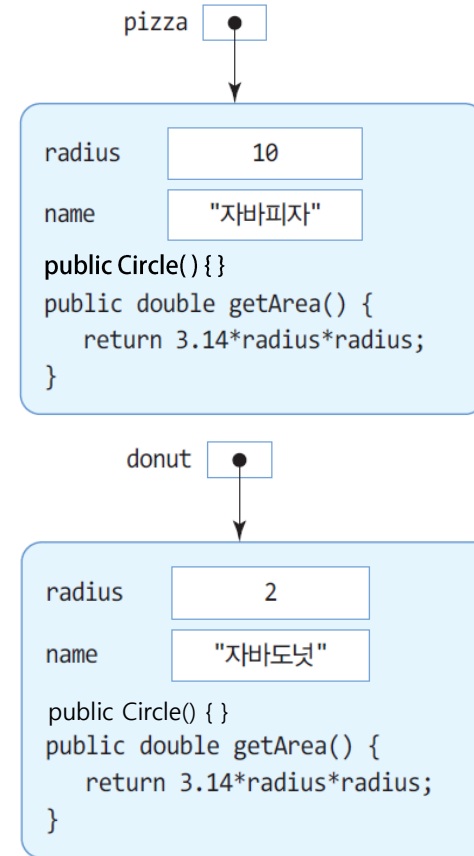 pizza
radius 10
name "자바피자"
public Circle( ) { }
public double getArea() {
return 3.14*radius*radius;
}
donut
radius 2
name "자바도넛"
public Circle() { }
public double getArea() {
return 3.14*radius*radius;
}